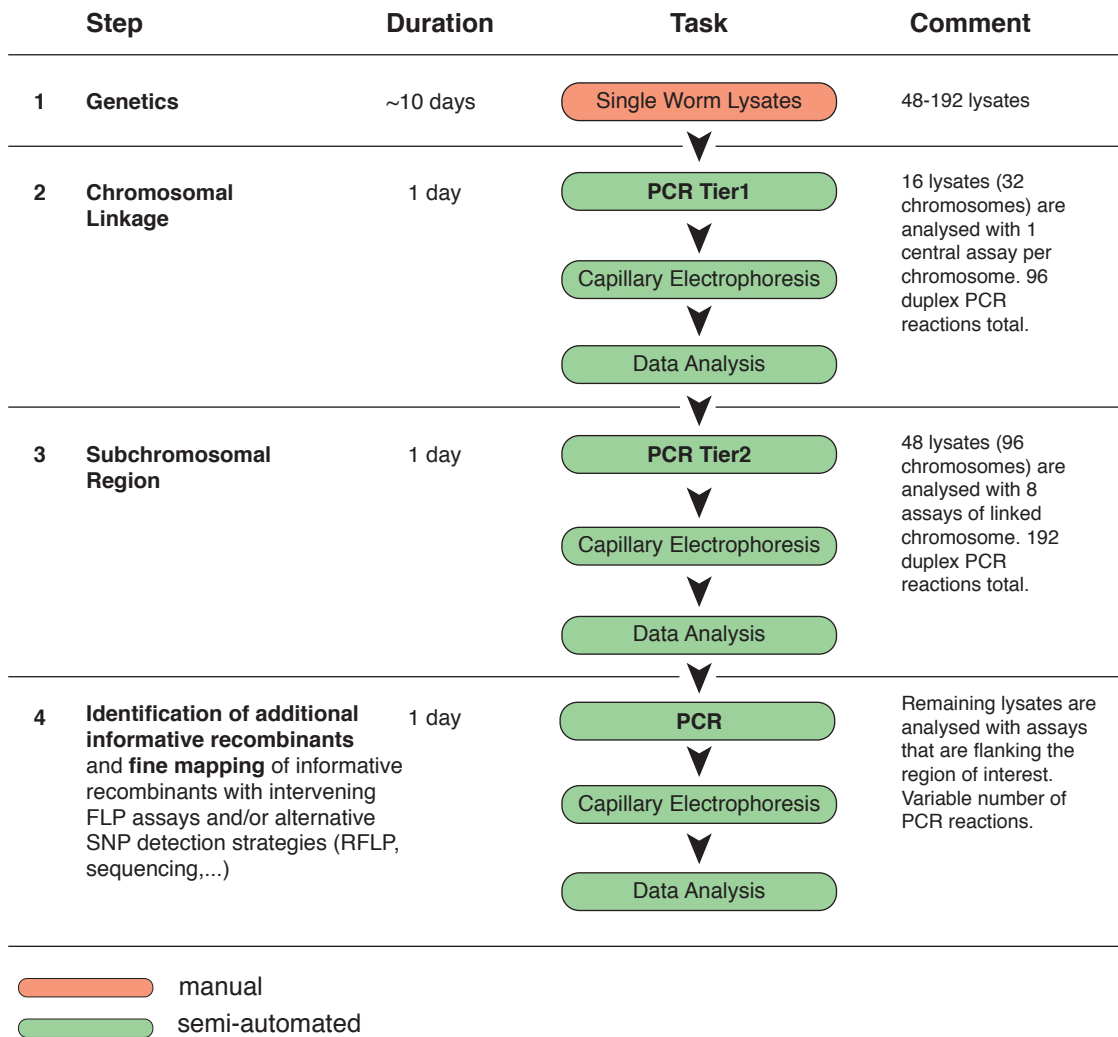 Step Duration Task Comment
1 Genetics ~10 days Single Worm Lysates 48-192 lysates
2 Chromosomal
Linkage
1 day
PCR Tier1
Capillary Electrophoresis
Data Analysis
16 lysates (32
chromosomes) are
analysed with 1
central assay per
chromosome. 96
duplex PCR
reactions total.
3 Subchromosomal
Region
1 day
PCR Tier2
Capillary Electrophoresis
Data Analysis
48 lysates (96
chromosomes) are
analysed with 8
assays of linked
chromosome. 192
duplex PCR
reactions total.
4 Identification of additional
informative recombinants
and fine mapping of informative
recombinants with intervening
FLP assays and/or alternative
SNP detection strategies (RFLP,
sequencing,...)
1 day
PCR
Capillary Electrophoresis
Data Analysis
Remaining lysates are
analysed with assays
that are flanking the
region of interest.
Variable number of
PCR reactions.
manual
semi-automated